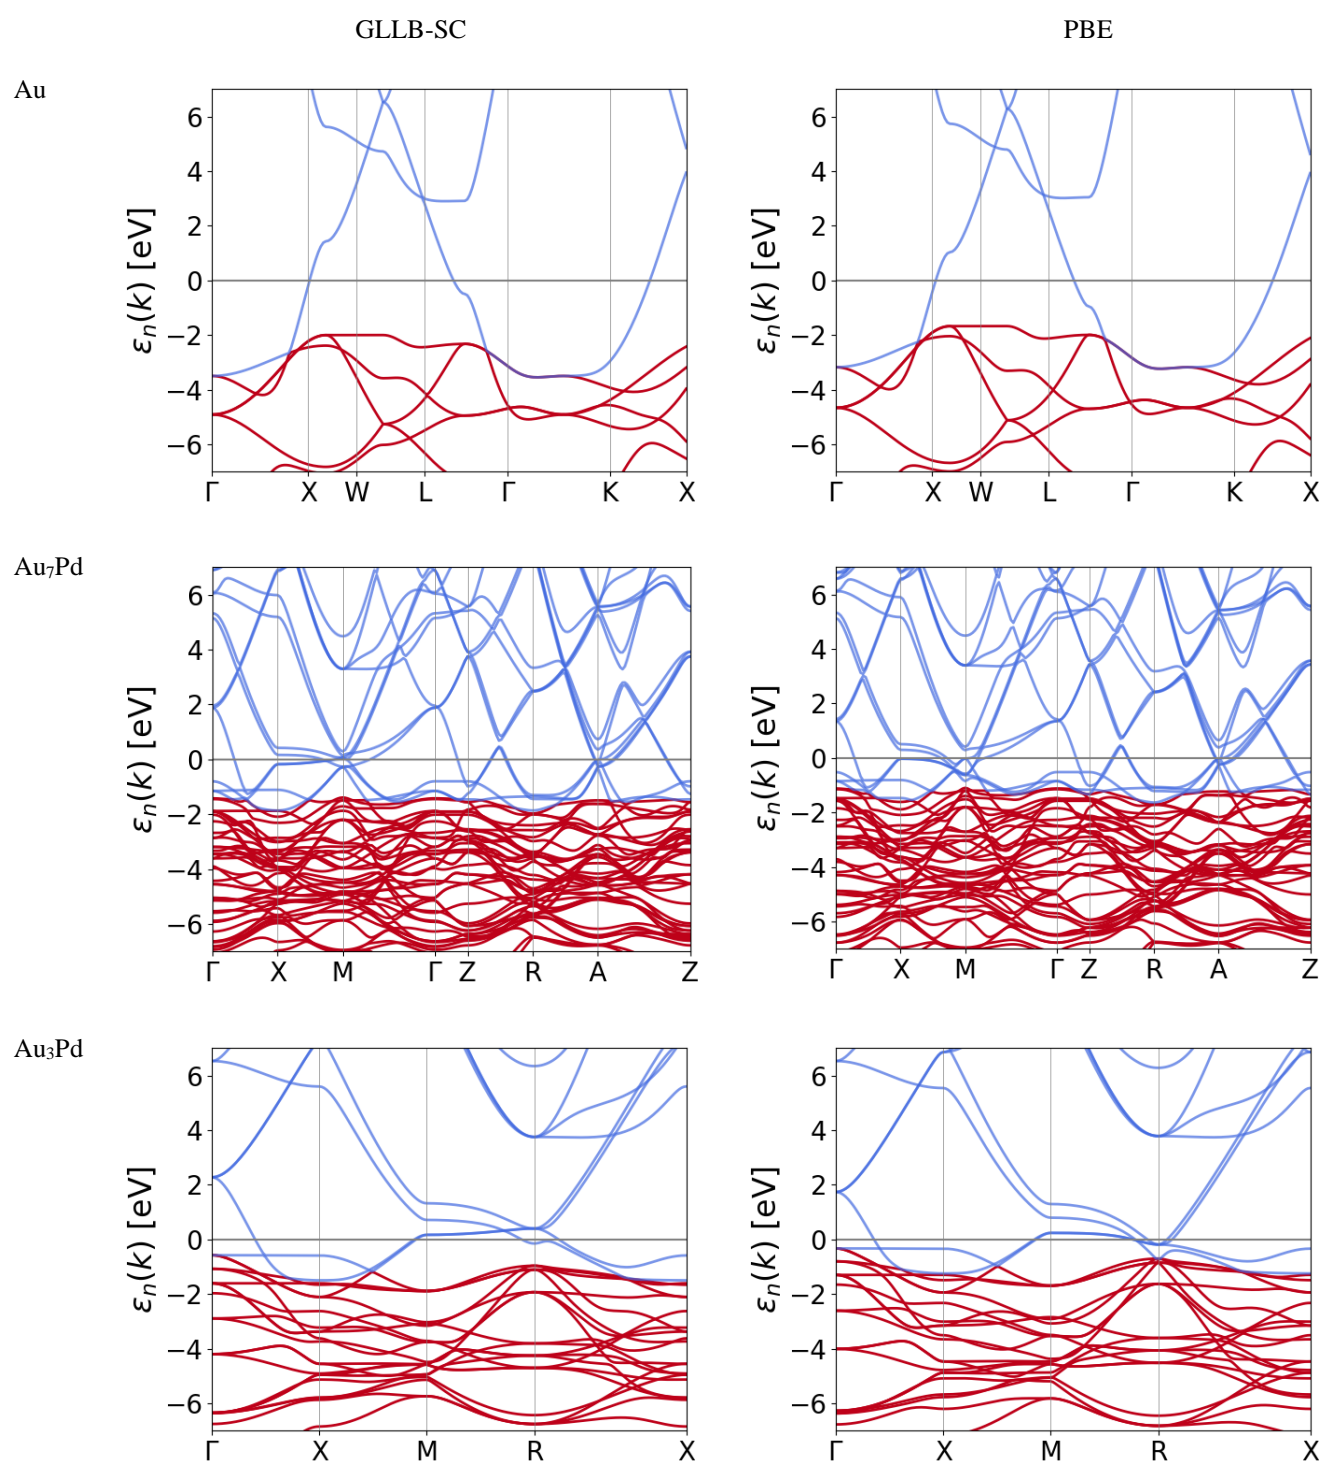 GLLB-SC PBE
Au
6 6
4 4
2 2
0 0
−2 −2
−4 −4
−6 −6
εₙ(k) [eV] εₙ(k) [eV]
Γ X W L Γ K X Γ X W L Γ K X
Au₇Pd
6 6
4 4
2 2
0 0
−2 −2
−4 −4
−6 −6
εₙ(k) [eV] εₙ(k) [eV]
Γ X M Γ Z R A Z Γ X M Γ Z R A Z
Au₃Pd
6 6
4 4
2 2
0 0
−2 −2
−4 −4
−6 −6
εₙ(k) [eV] εₙ(k) [eV]
Γ X M R X Γ X M R X